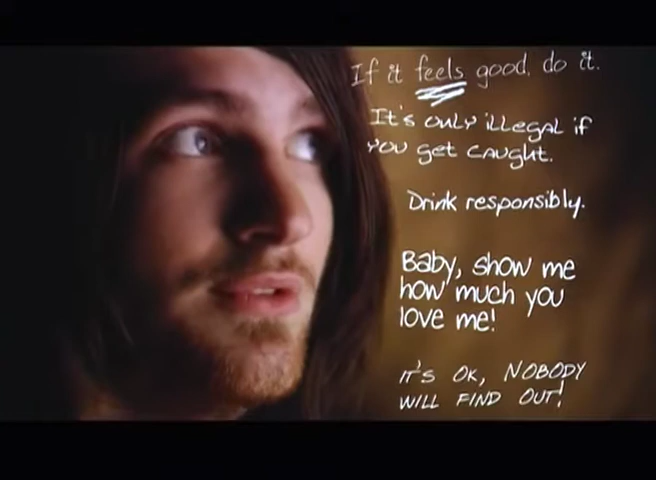 If it feels good, do it.
It's only illegal if
you get caught.
Drink responsibly.
Baby, show me
how much you
love me!
IT'S OK, NOBODY
WILL FIND OUT!